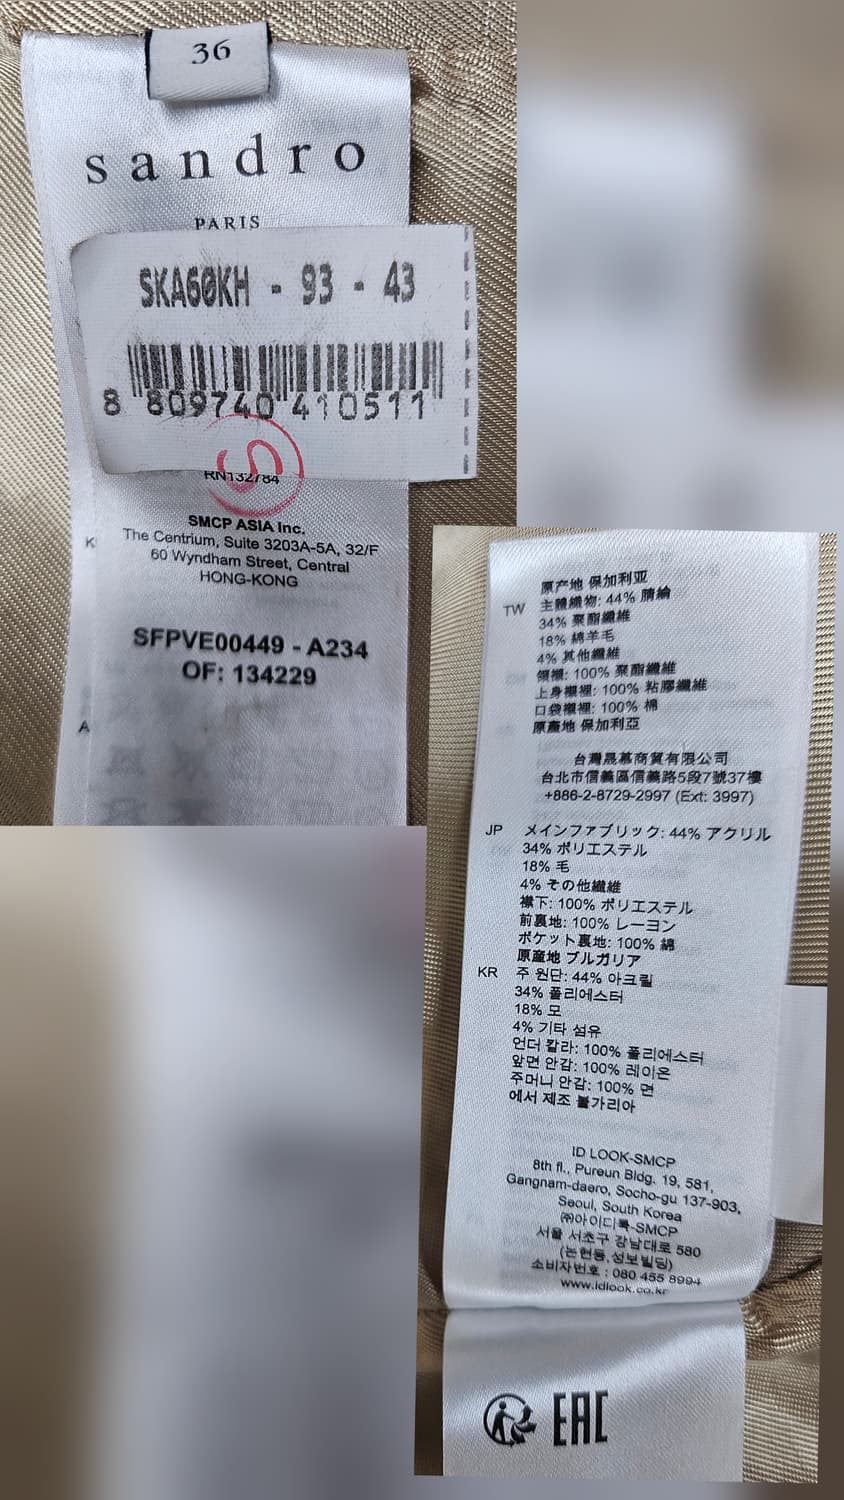 36
sandro
PARIS
SKA60KH - 93 - 43
8 809740 410511
RN132784
SMCP ASIA Inc.
The Centrium, Suite 3203A-5A, 32/F
60 Wyndham Street, Central
HONG-KONG
K
SFPVE00449 - A234
OF: 134229
A
原产地 保加利亚
TW 主體織物: 44% 腈綸
34% 聚酯纖維
18% 綿羊毛
4% 其他纖維
領襯: 100% 聚酯纖維
上身襯裡: 100% 粘膠纖維
口袋襯裡: 100% 棉
原產地 保加利亞
台灣晟慕商貿有限公司
台北市信義區信義路5段7號37樓
+886-2-8729-2997 (Ext: 3997)
JP メインファブリック: 44% アクリル
34% ポリエステル
18% 毛
4% その他繊維
襟下: 100% ポリエステル
前裏地: 100% レーヨン
ポケット裏地: 100% 綿
原産地 ブルガリア
KR 주 원단: 44% 아크릴
34% 폴리에스터
18% 모
4% 기타 섬유
언더 칼라: 100% 폴리에스터
앞면 안감: 100% 레이온
주머니 안감: 100% 면
에서 제조 불가리아
ID LOOK-SMCP
8th fl., Pureun Bldg. 19, 581,
Gangnam-daero, Socho-gu 137-903,
Seoul, South Korea
㈜아이디룩-SMCP
서울 서초구 강남대로 580
(논현동,성보빌딩)
소비자번호 : 080 455 8994
www.idlook.co.kr
EAC